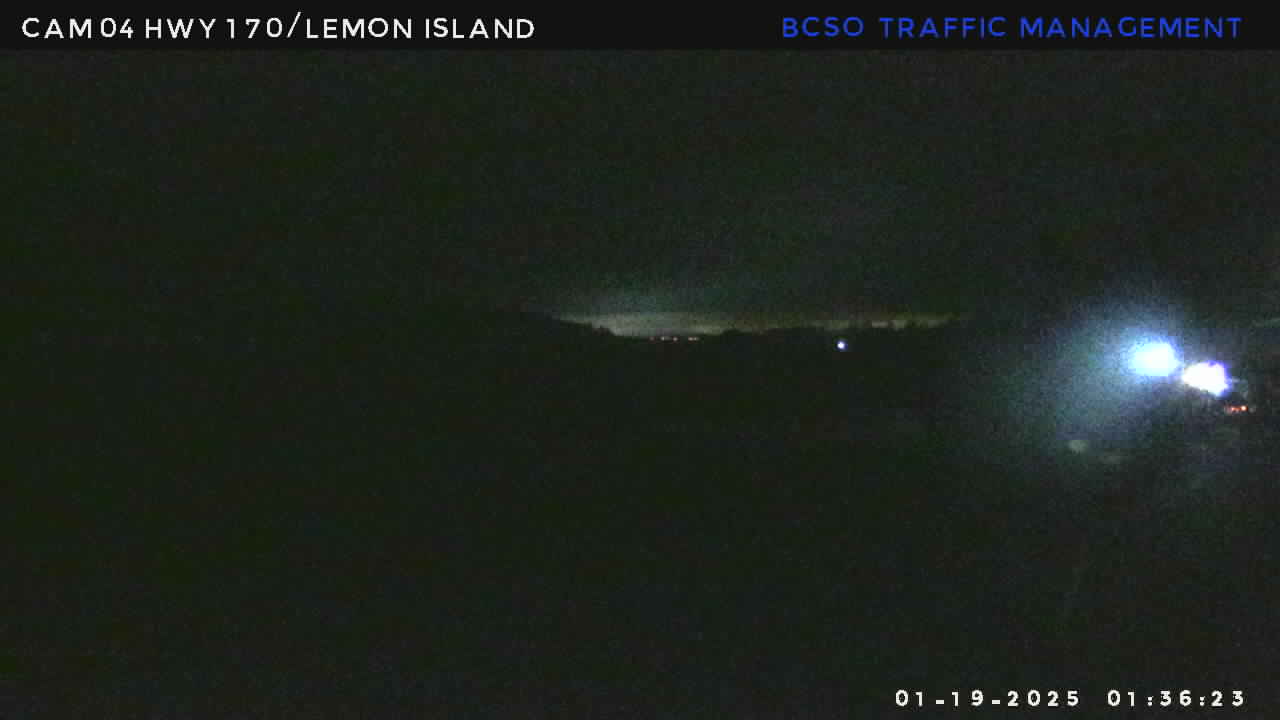 CAM04 HWY 170/LEMON ISLAND
BCSO TRAFFIC MANAGEMENT
01-19-2025 01:36:23